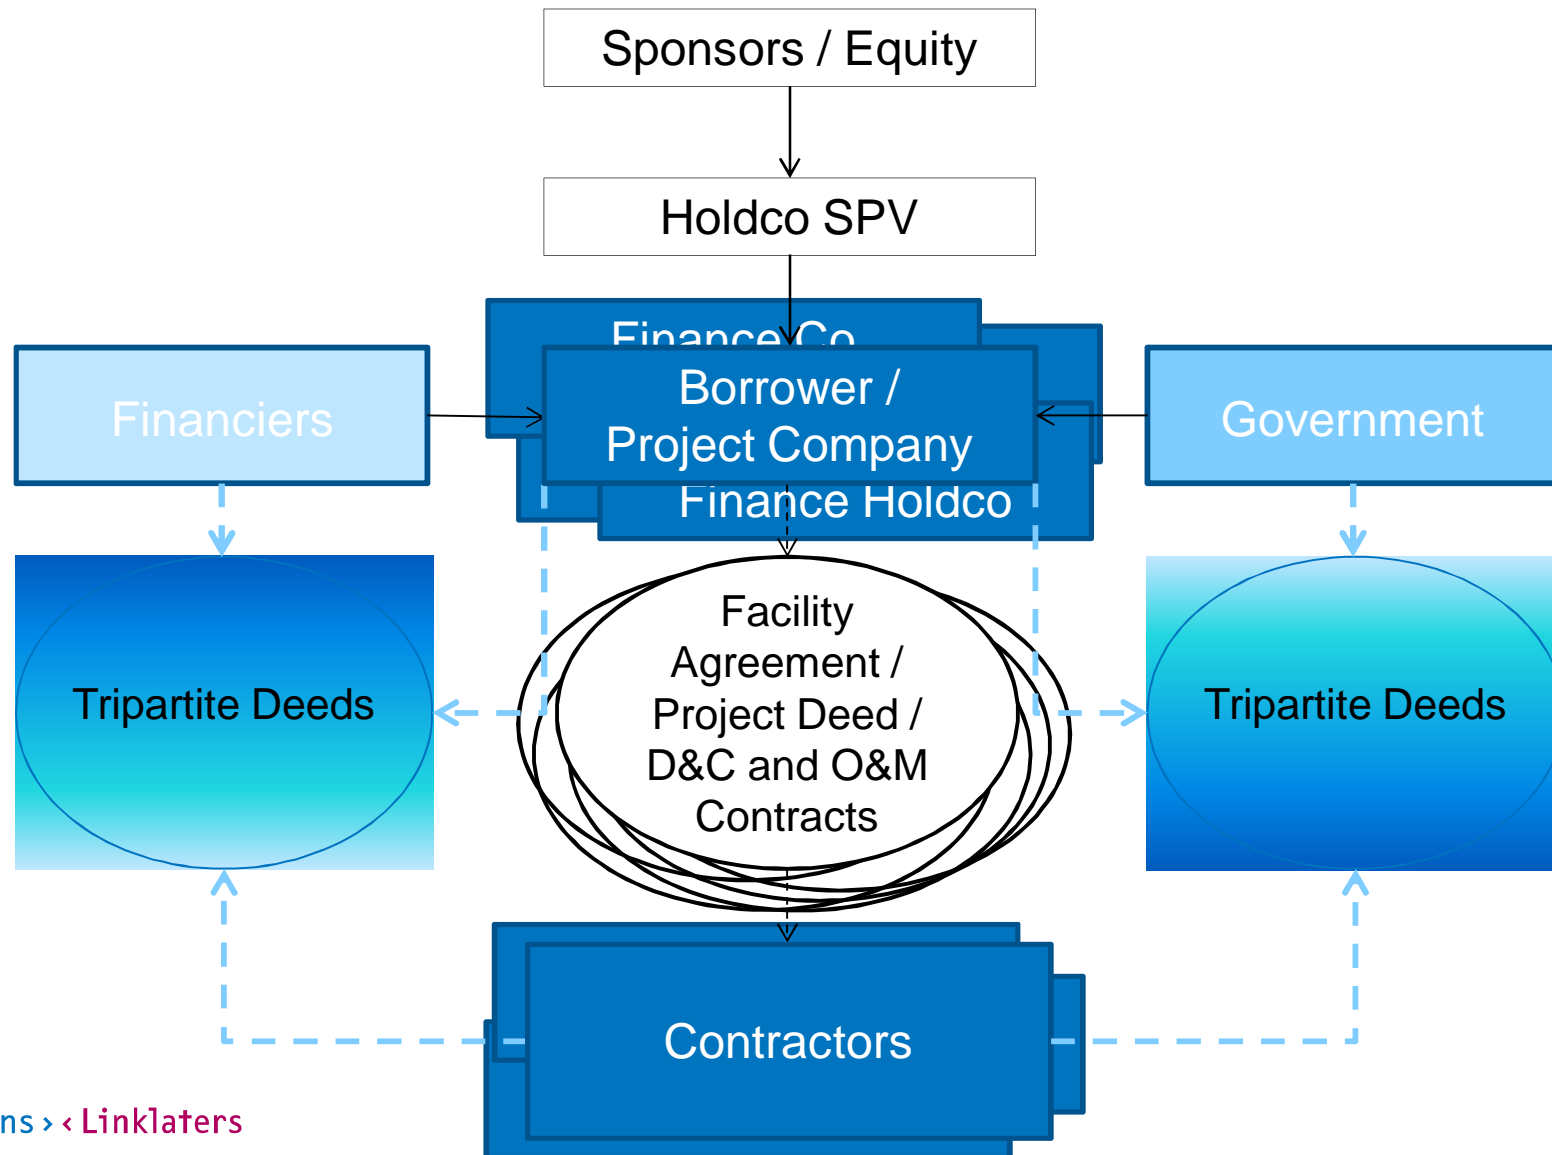 Sponsors / Equity
Holdco SPV
Finance Co
Borrower /
Project Company
Finance Holdco
Financiers
Government
Tripartite Deeds
Facility
Agreement /
Project Deed /
D&C and O&M
Contracts
Tripartite Deeds
Contractors
ns › ‹ Linklaters